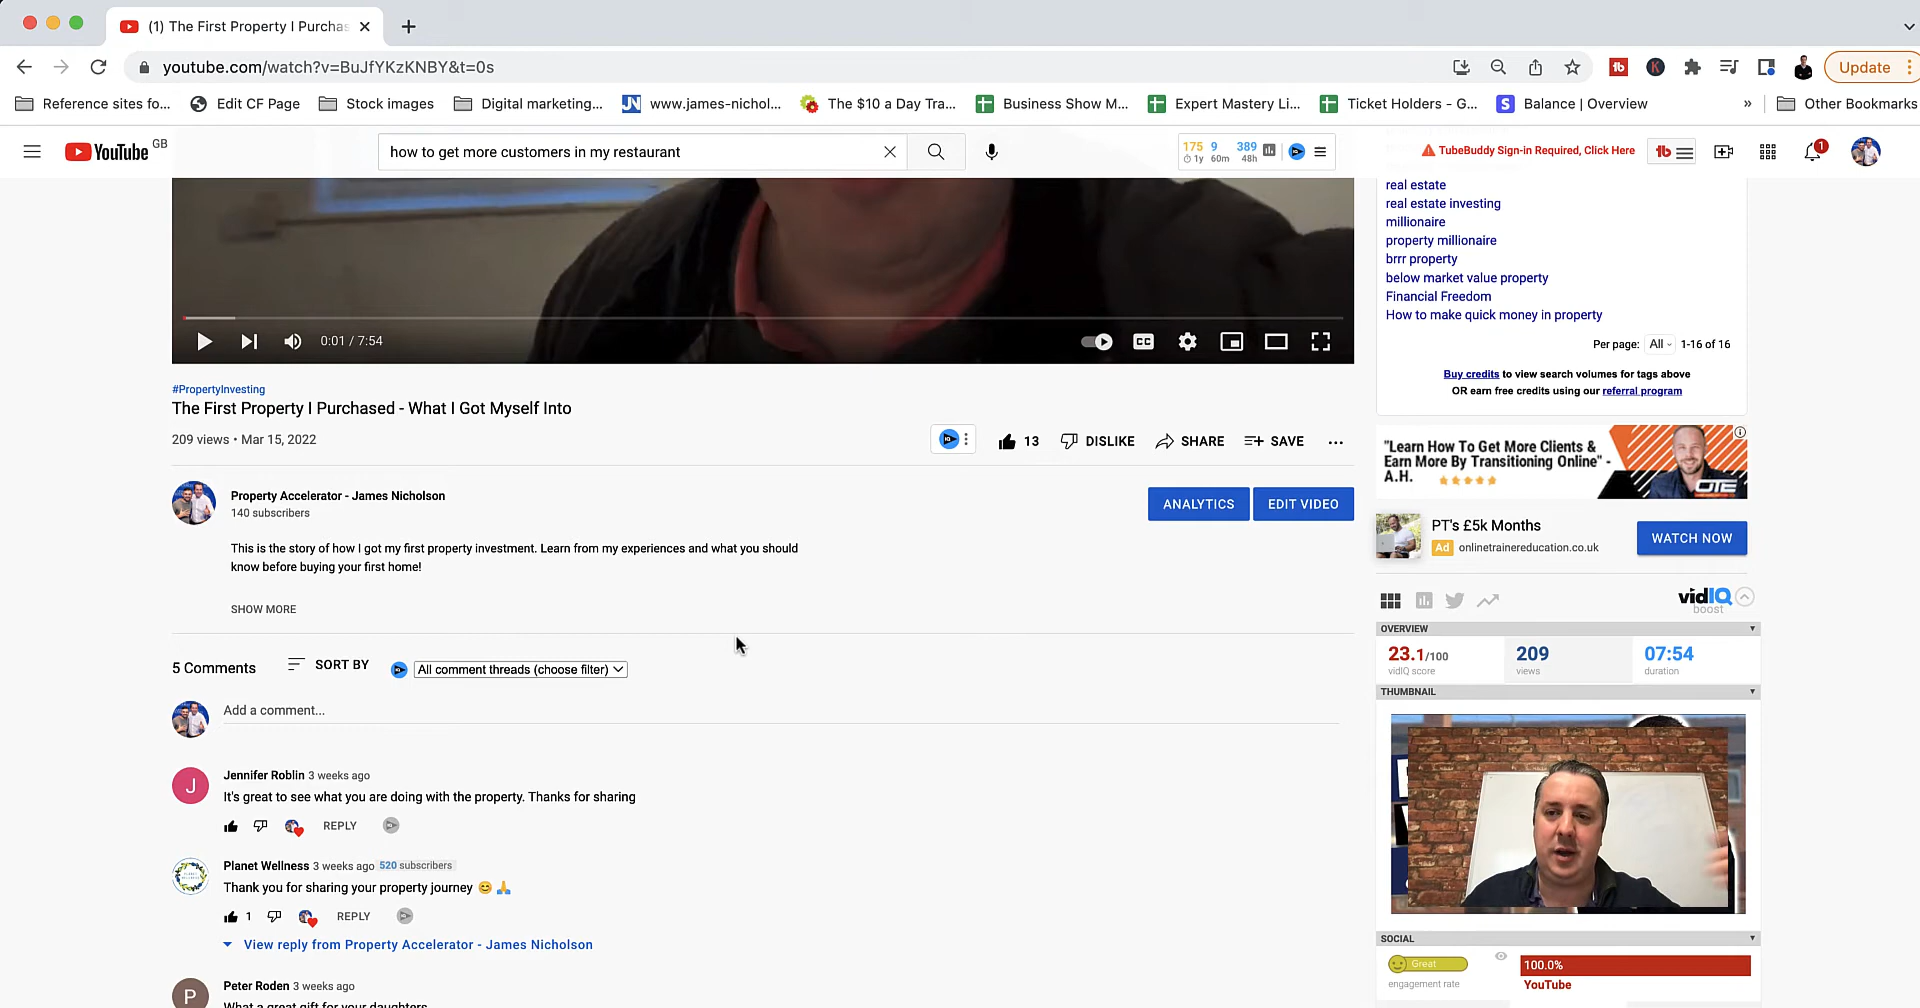 (1) The First Property I Purchas
youtube.com/watch?v=BuJfYKzKNBY&t=0s
Update
Reference sites fo...
Edit CF Page
Stock images
Digital marketing...
JN www.james-nichol...
The $10 a Day Tra...
Business Show M...
Expert Mastery Li...
Ticket Holders - G...
S Balance | Overview
»
Other Bookmarks
YouTube GB
how to get more customers in my restaurant
175 9 389
1y 60m 48h
TubeBuddy Sign-in Required, Click Here
1
real estate
real estate investing
millionaire
property millionaire
brrr property
below market value property
Financial Freedom
How to make quick money in property
Per page: All 1-16 of 16
Buy credits to view search volumes for tags above
OR earn free credits using our referral program
0:01 / 7:54
CC
#PropertyInvesting
The First Property I Purchased - What I Got Myself Into
209 views • Mar 15, 2022
13 DISLIKE SHARE SAVE ...
Property Accelerator - James Nicholson
140 subscribers
ANALYTICS EDIT VIDEO
This is the story of how I got my first property investment. Learn from my experiences and what you should
know before buying your first home!
SHOW MORE
"Learn How To Get More Clients &
Earn More By Transitioning Online" -
A.H.
OTE
PT's £5k Months
Ad onlinetrainereducation.co.uk
WATCH NOW
vidIQ
boost
OVERVIEW
23.1/100 209 07:54
vidIQ score views duration
THUMBNAIL
SOCIAL
Great 100.0%
engagement rate YouTube
5 Comments SORT BY All comment threads (choose filter)
Add a comment...
J Jennifer Roblin 3 weeks ago
It's great to see what you are doing with the property. Thanks for sharing
REPLY
Planet Wellness 3 weeks ago 520 subscribers
Thank you for sharing your property journey 😊 🙏
1 REPLY
View reply from Property Accelerator - James Nicholson
P Peter Roden 3 weeks ago
What a great gift for your daughters